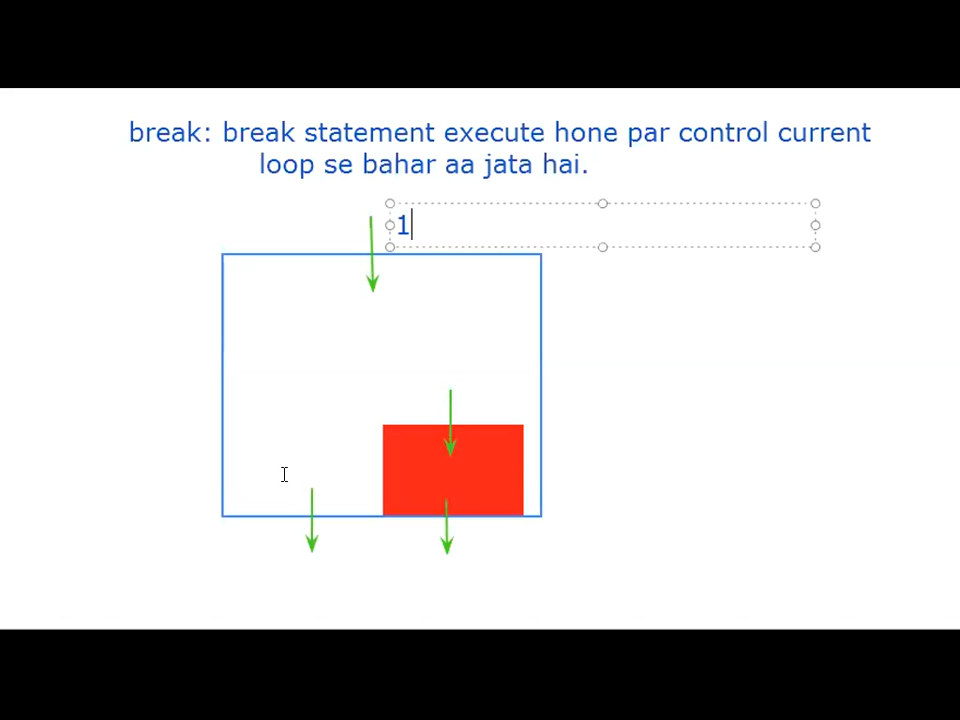 break: break statement execute hone par control current
loop se bahar aa jata hai.
1